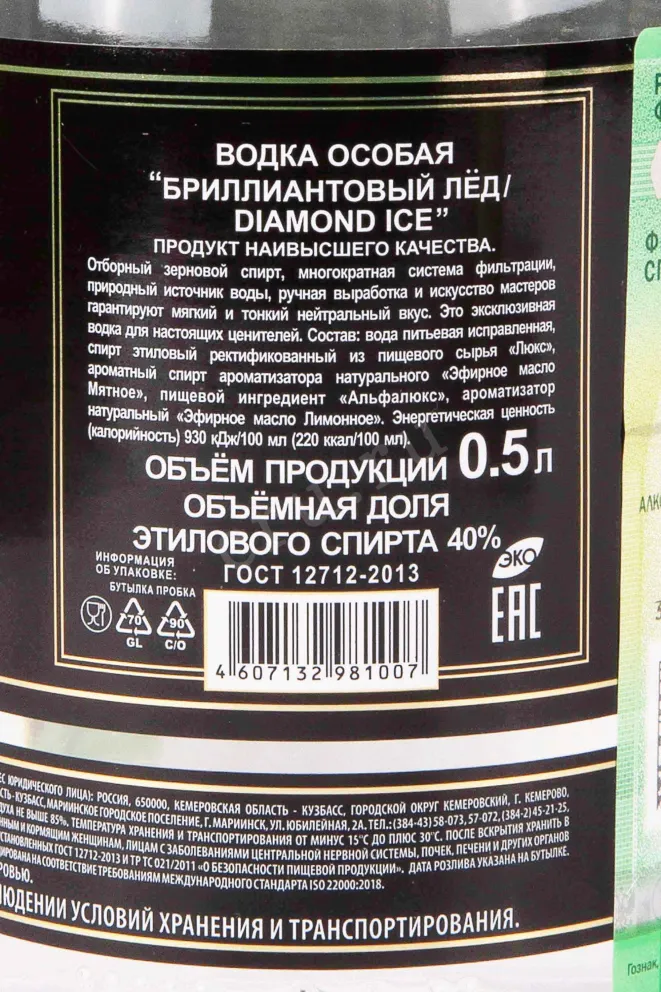 ВОДКА ОСОБАЯ
“БРИЛЛИАНТОВЫЙ ЛЁД/
DIAMOND ICE”
ПРОДУКТ НАИВЫСШЕГО КАЧЕСТВА.
Отборный зерновой спирт, многократная система фильтрации,
природный источник воды, ручная выработка и искусство мастеров
гарантируют мягкий и тонкий нейтральный вкус. Это эксклюзивная
водка для настоящих ценителей. Состав: вода питьевая исправленная,
спирт этиловый ректификованный из пищевого сырья «Люкс»,
ароматный спирт ароматизатора натурального «Эфирное масло
Мятное», пищевой ингредиент «Альфалюкс», ароматизатор
натуральный «Эфирное масло Лимонное». Энергетическая ценность
(калорийность) 930 кДж/100 мл (220 ккал/100 мл).
ОБЪЁМ ПРОДУКЦИИ 0.5 л
ОБЪЁМНАЯ ДОЛЯ
ЭТИЛОВОГО СПИРТА 40%
ЭКО
ИНФОРМАЦИЯ
ОБ УПАКОВКЕ:
БУТЫЛКА ПРОБКА
ГОСТ 12712-2013
70
GL
90
C/O
EAC
4 607132 981007
ЮРИДИЧЕСКОГО ЛИЦА): РОССИЯ, 650000, КЕМЕРОВСКАЯ ОБЛАСТЬ - КУЗБАСС, ГОРОДСКОЙ ОКРУГ КЕМЕРОВСКИЙ, Г. КЕМЕРОВО,
КУЗБАСС, МАРИИНСКОЕ ГОРОДСКОЕ ПОСЕЛЕНИЕ, Г. МАРИИНСК, УЛ. ЮБИЛЕЙНАЯ, 2А. ТЕЛ.: (384-43) 58-073, 57-072, (384-2) 45-21-25.
НЕ ВЫШЕ 85%. ТЕМПЕРАТУРА ХРАНЕНИЯ И ТРАНСПОРТИРОВАНИЯ ОТ МИНУС 15°С ДО ПЛЮС 30°С. ПОСЛЕ ВСКРЫТИЯ ХРАНИТЬ В
И КОРМЯЩИМ ЖЕНЩИНАМ, ЛИЦАМ С ЗАБОЛЕВАНИЯМИ ЦЕНТРАЛЬНОЙ НЕРВНОЙ СИСТЕМЫ, ПОЧЕК, ПЕЧЕНИ И ДРУГИХ ОРГАНОВ
ГОСТ 12712-2013 И ТР ТС 021/2011 «О БЕЗОПАСНОСТИ ПИЩЕВОЙ ПРОДУКЦИИ». ДАТА РОЗЛИВА УКАЗАНА НА БУТЫЛКЕ.
НА СООТВЕТСТВИЕ ТРЕБОВАНИЯМ МЕЖДУНАРОДНОГО СТАНДАРТА ISO 22000:2018.
УСЛОВИЙ ХРАНЕНИЯ И ТРАНСПОРТИРОВАНИЯ.
Гознак,